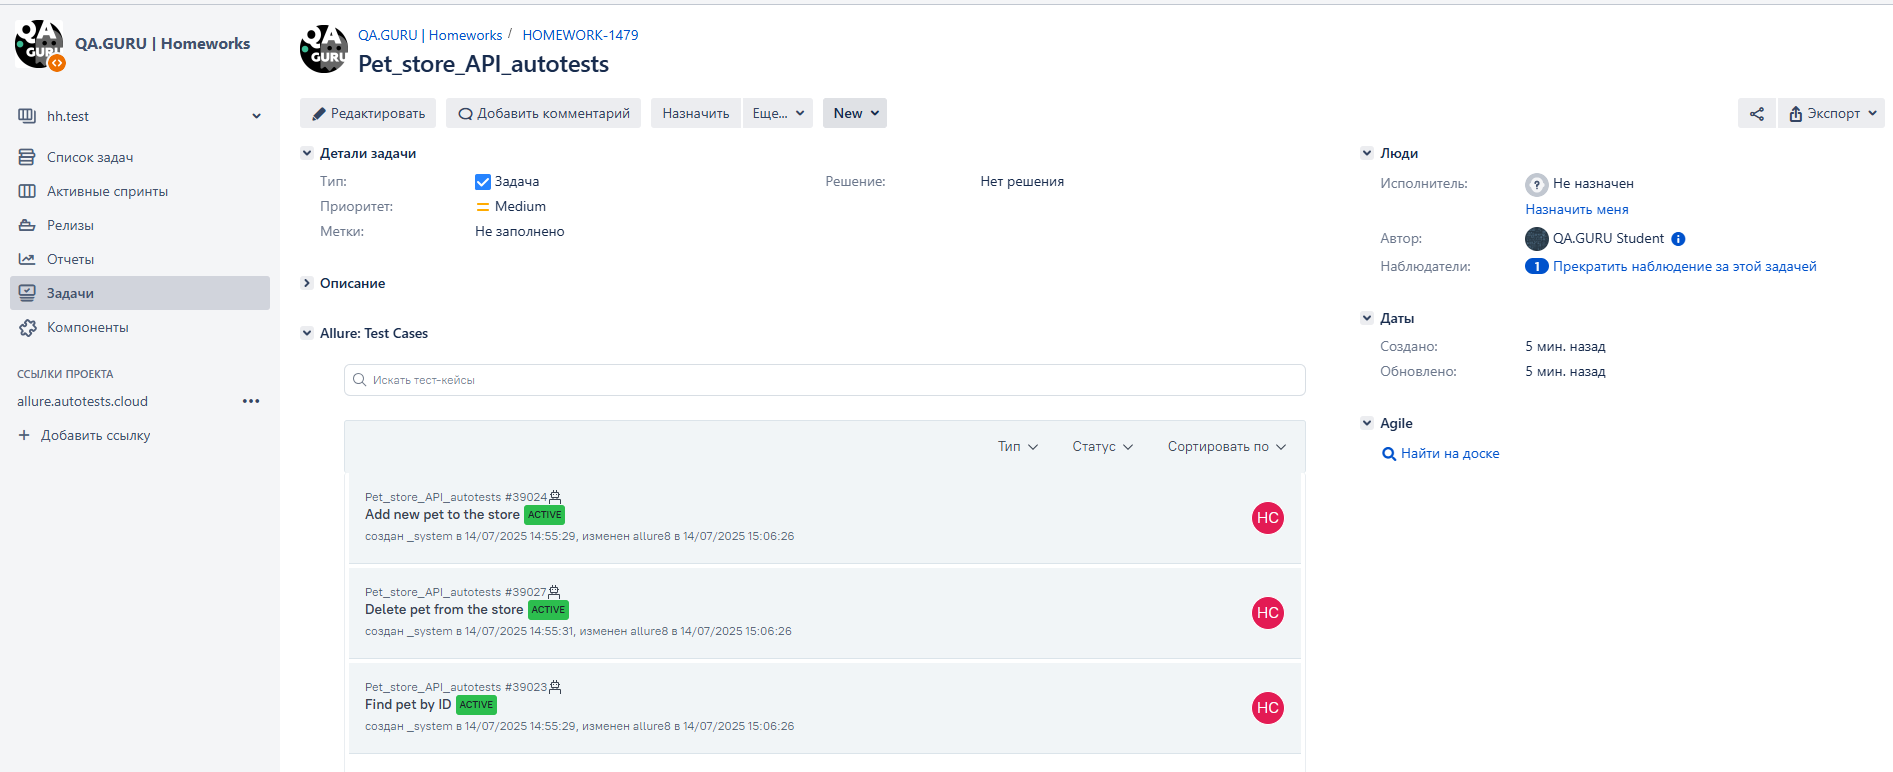 QA GURU
QA.GURU | Homeworks
hh.test
Список задач
Активные спринты
Релизы
Отчеты
Задачи
Компоненты
ССЫЛКИ ПРОЕКТА
allure.autotests.cloud
Добавить ссылку
QA GURU
QA.GURU | Homeworks / HOMEWORK-1479
Pet_store_API_autotests
Редактировать Добавить комментарий Назначить Еще... New Экспорт
Детали задачи
Тип: Задача Решение: Нет решения
Приоритет: Medium
Метки: Не заполнено
Описание
Allure: Test Cases
Искать тест-кейсы
Тип Статус Сортировать по
Pet_store_API_autotests #39024
Add new pet to the store ACTIVE
создан _system в 14/07/2025 14:55:29, изменен allure8 в 14/07/2025 15:06:26
НС
Pet_store_API_autotests #39027
Delete pet from the store ACTIVE
создан _system в 14/07/2025 14:55:31, изменен allure8 в 14/07/2025 15:06:26
НС
Pet_store_API_autotests #39023
Find pet by ID ACTIVE
создан _system в 14/07/2025 14:55:29, изменен allure8 в 14/07/2025 15:06:26
НС
Люди
Исполнитель: Не назначен
Назначить меня
Автор: QA.GURU Student
Наблюдатели: 1 Прекратить наблюдение за этой задачей
Даты
Создано: 5 мин. назад
Обновлено: 5 мин. назад
Agile
Найти на доске